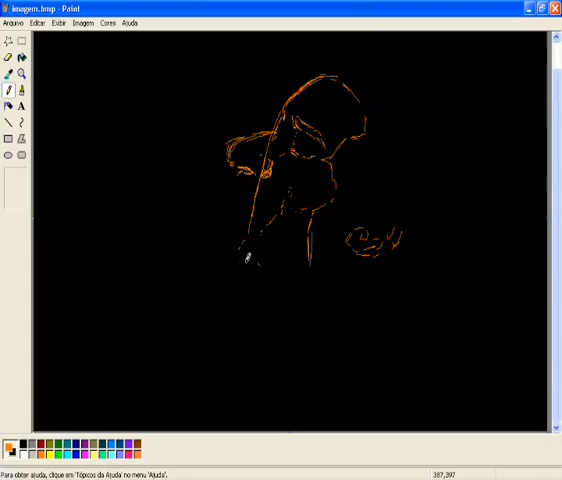 imagem.bmp - Paint
Arquivo Editar Exibir Imagem Cores Ajuda
A
Para obter ajuda, clique em 'Tópicos da Ajuda' no menu 'Ajuda'.
387,397